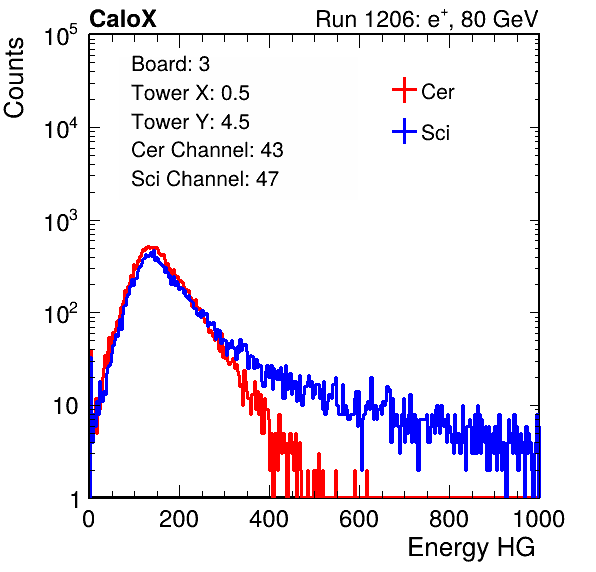 CaloX Run 1206: e⁺, 80 GeV
Counts
10⁵
10⁴
10³
10²
10
1
Board: 3
Tower X: 0.5
Tower Y: 4.5
Cer Channel: 43
Sci Channel: 47
Cer
Sci
0 200 400 600 800 1000
Energy HG